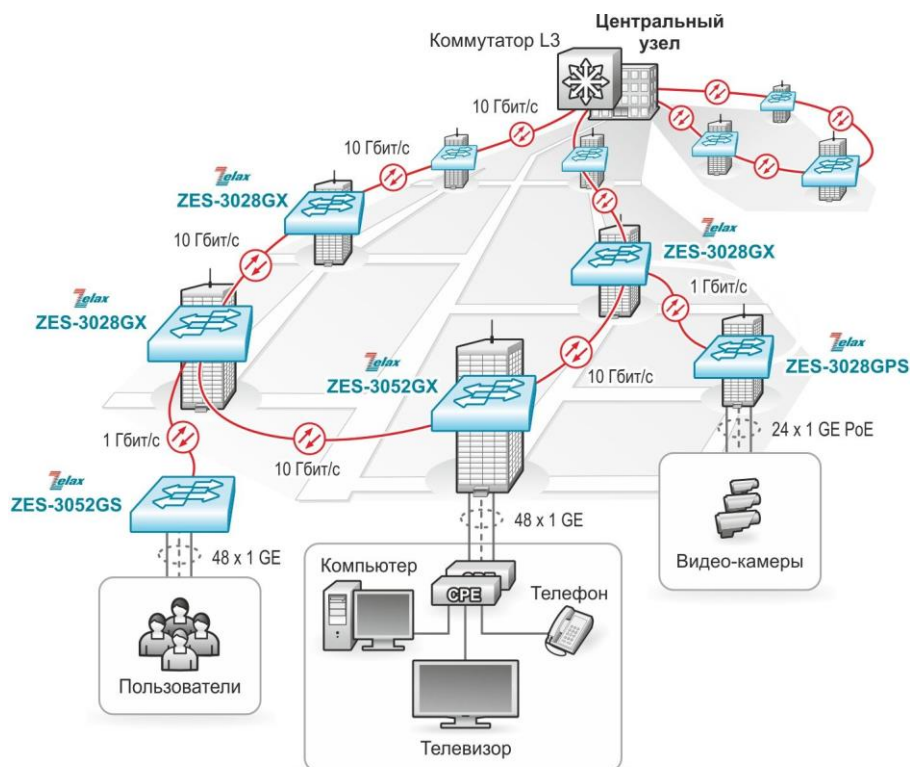 Центральный
узел
Коммутатор L3
10 Гбит/с
10 Гбит/с
Zelax
ZES-3028GX
10 Гбит/с
Zelax
ZES-3028GX
1 Гбит/с
Zelax
ZES-3028GX
Zelax
ZES-3052GX
10 Гбит/с
Zelax
ZES-3028GPS
1 Гбит/с
10 Гбит/с
24 x 1 GE PoE
Zelax
ZES-3052GS
48 x 1 GE
48 x 1 GE
Видео-камеры
Компьютер
CPE
CPE
Телефон
Пользователи
Телевизор